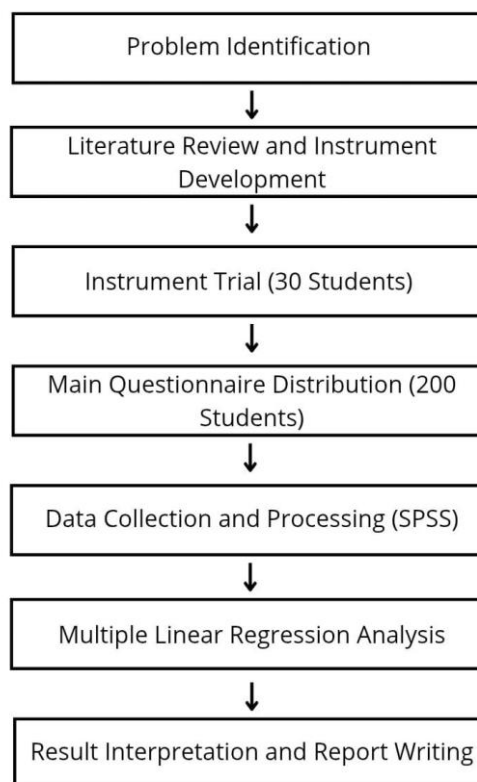 Problem Identification
Literature Review and Instrument
Development
Instrument Trial (30 Students)
Main Questionnaire Distribution (200
Students)
Data Collection and Processing (SPSS)
Multiple Linear Regression Analysis
Result Interpretation and Report Writing